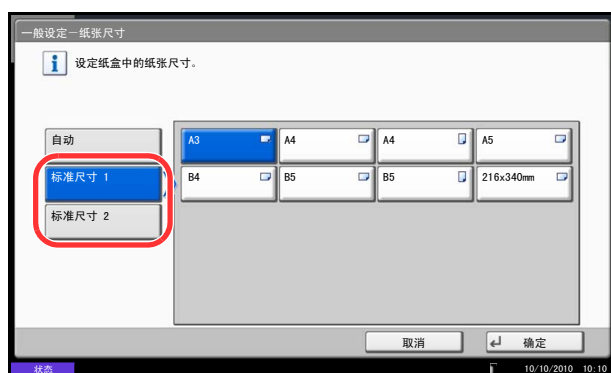 一般设定－纸张尺寸
设定纸盒中的纸张尺寸。
自动
A3 A4 A4 A5
标准尺寸 1
B4 B5 B5 216x340mm
标准尺寸 2
取消 确定
状态 10/10/2010 10:10